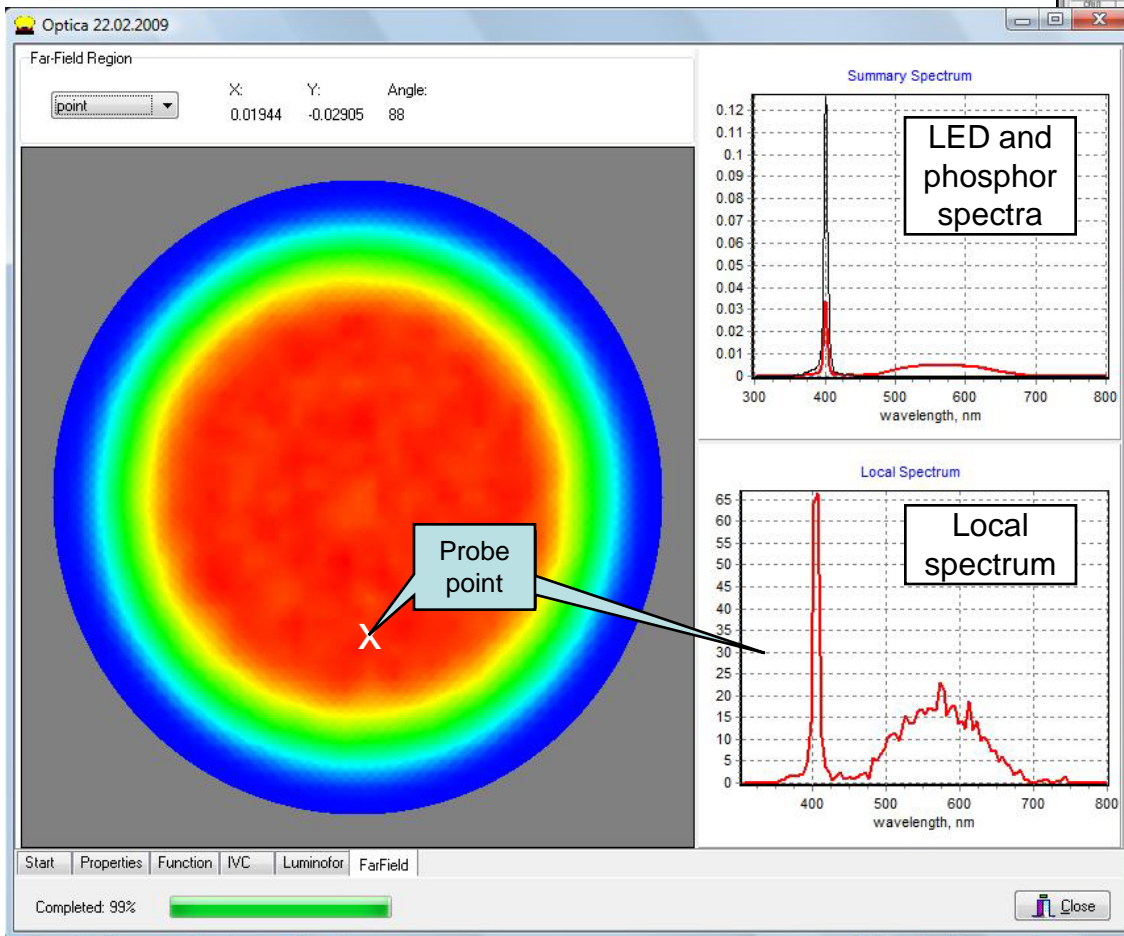 Optica 22.02.2009
Far-Field Region
point
X: Y: Angle:
0.01944 -0.02905 88
Summary Spectrum
0.12
0.11
0.1
0.09
0.08
0.07
0.06
0.05
0.04
0.03
0.02
0.01
0
300 400 500 600 700 800
wavelength, nm
LED and
phosphor
spectra
Probe
point
X
Local Spectrum
65
60
55
50
45
40
35
30
25
20
15
10
5
0
400 500 600 700 800
wavelength, nm
Local
spectrum
Start Properties Function IVC Luminofor FarField
Completed: 99%
Close